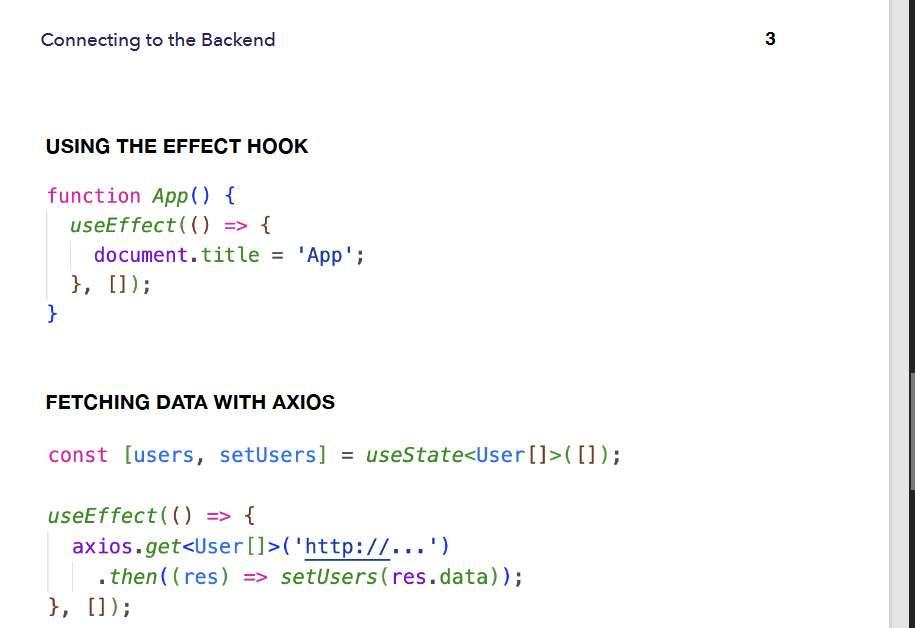 Connecting to the Backend 3
USING THE EFFECT HOOK
function App() {
  useEffect(() => {
    document.title = 'App';
  }, []);
}
FETCHING DATA WITH AXIOS
const [users, setUsers] = useState<User[]>([]);
useEffect(() => {
  axios.get<User[]>('http://...')
    .then((res) => setUsers(res.data));
}, []);